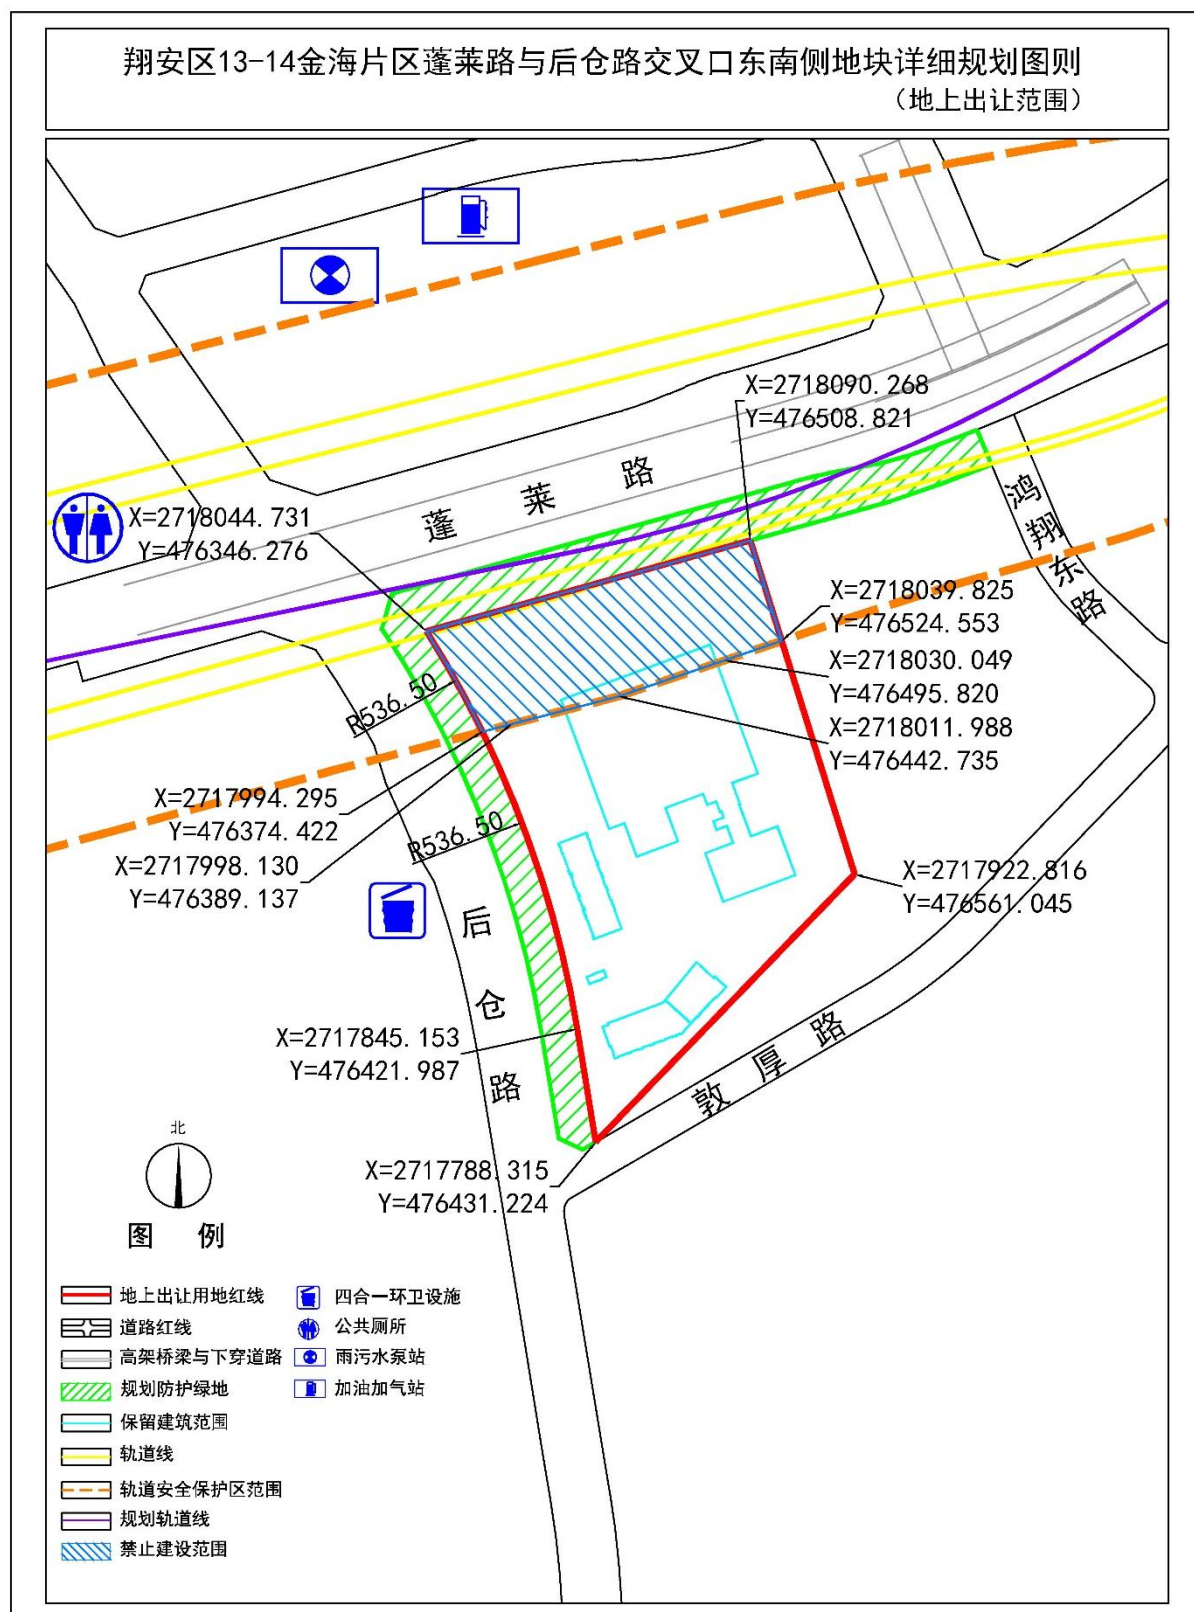 翔安区13-14金海片区蓬莱路与后仓路交叉口东南侧地块详细规划图则
（地上出让范围）
X=2718090.268
Y=476508.821
蓬莱路
X=2718044.731
Y=476346.276
鸿翔东路
X=2718039.825
Y=476524.553
X=2718030.049
Y=476495.820
R536.50
X=2718011.988
Y=476442.735
X=2717994.295
Y=476374.422
R536.50
X=2717998.130
Y=476389.137
X=2717922.816
Y=476561.045
后仓路
X=2717845.153
Y=476421.987
敦厚路
北
X=2717788.315
Y=476431.224
图 例
地上出让用地红线
四合一环卫设施
道路红线
公共厕所
高架桥梁与下穿道路
雨污水泵站
规划防护绿地
加油加气站
保留建筑范围
轨道线
轨道安全保护区范围
规划轨道线
禁止建设范围